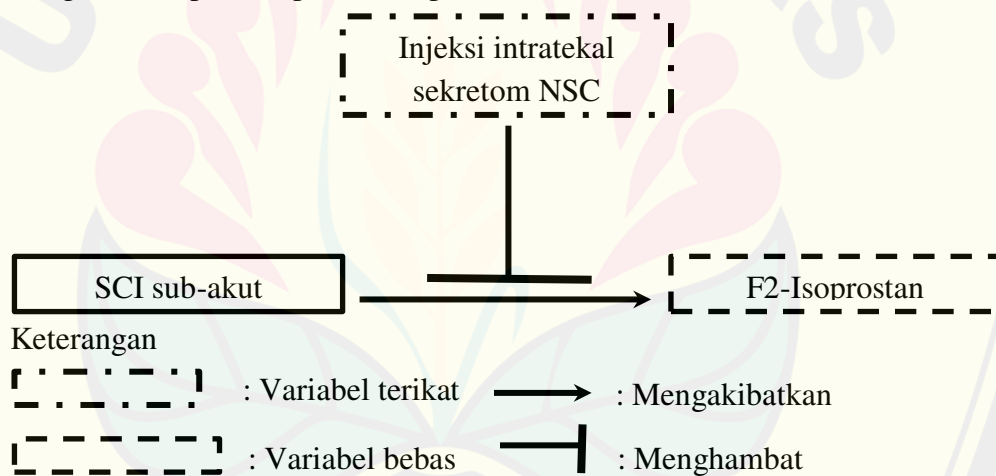 Injeksi intratekal
sekretom NSC
SCI sub-akut
F2-Isoprostan
Keterangan
: Variabel terikat
: Mengakibatkan
: Variabel bebas
: Menghambat